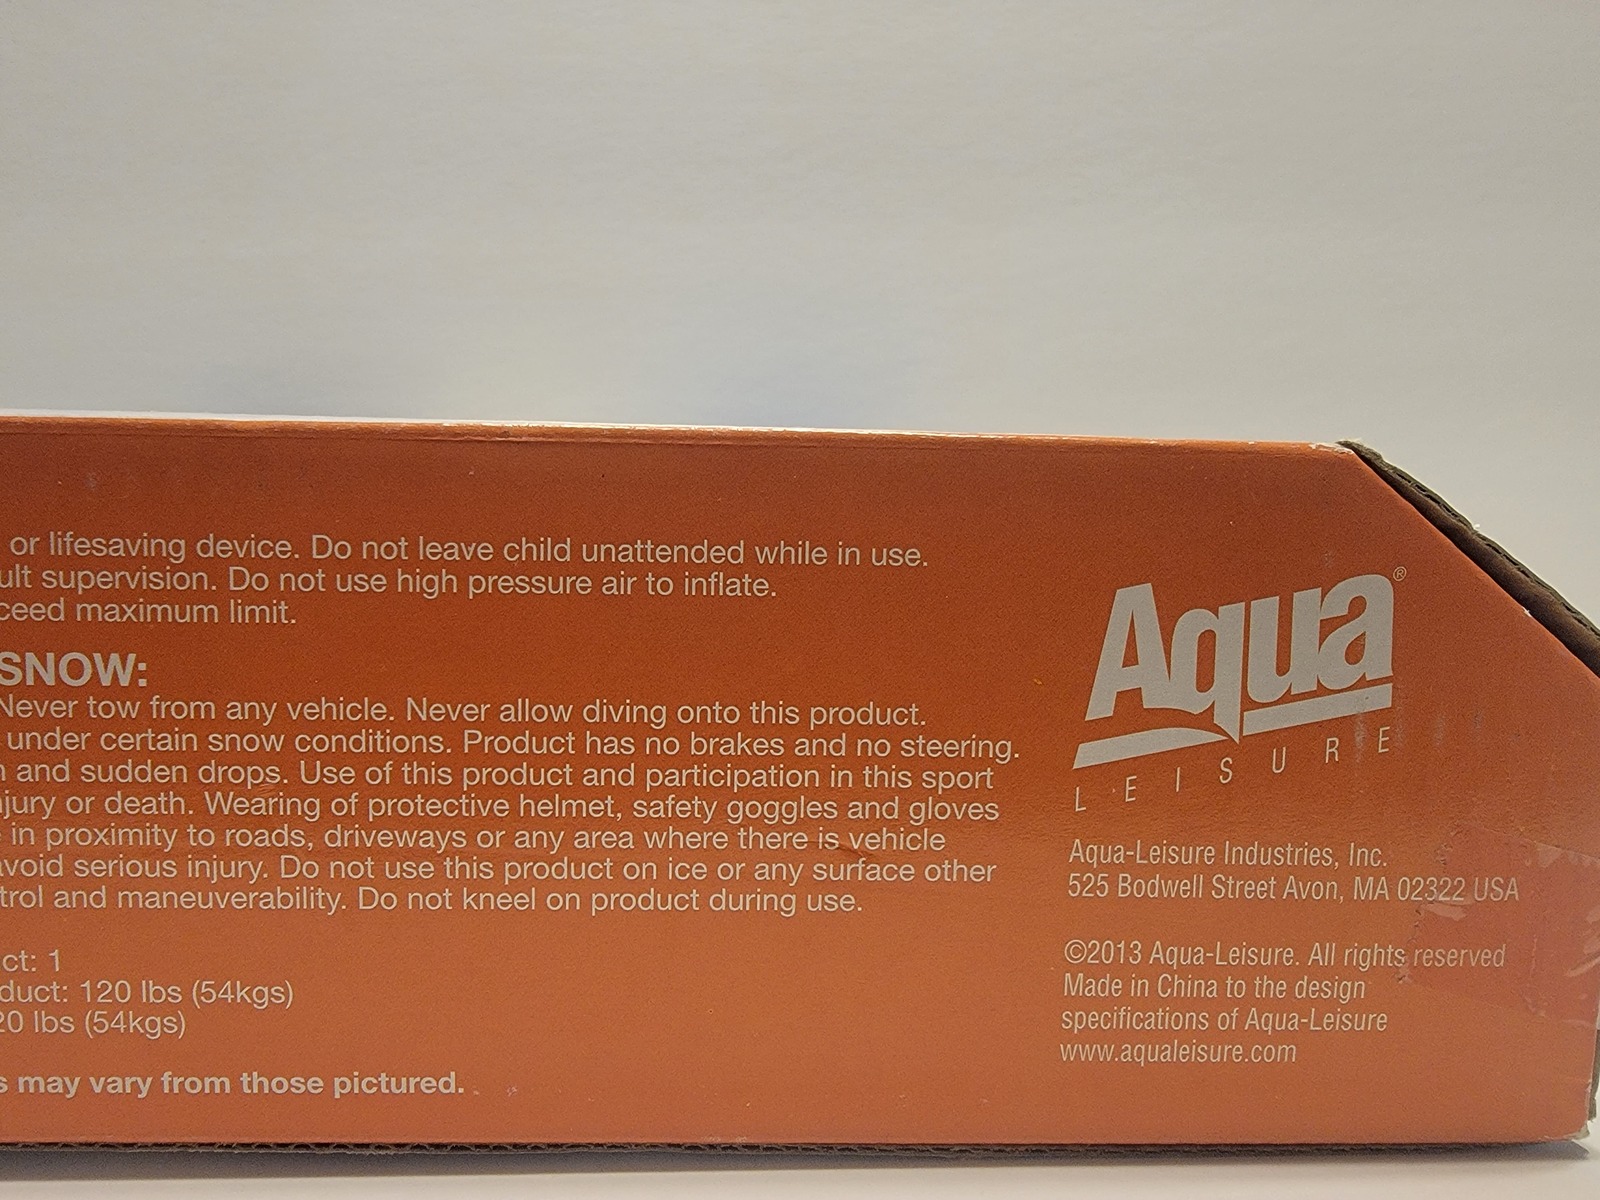 or lifesaving device. Do not leave child unattended while in use.
ult supervision. Do not use high pressure air to inflate.
ceed maximum limit.
SNOW:
Never tow from any vehicle. Never allow diving onto this product.
under certain snow conditions. Product has no brakes and no steering.
n and sudden drops. Use of this product and participation in this sport
njury or death. Wearing of protective helmet, safety goggles and gloves
in proximity to roads, driveways or any area where there is vehicle
avoid serious injury. Do not use this product on ice or any surface other
trol and maneuverability. Do not kneel on product during use.
ct: 1
duct: 120 lbs (54kgs)
20 lbs (54kgs)
s may vary from those pictured.
Aqua®
LEISURE
Aqua-Leisure Industries, Inc.
525 Bodwell Street Avon, MA 02322 USA
©2013 Aqua-Leisure. All rights reserved
Made in China to the design
specifications of Aqua-Leisure
www.aqualeisure.com